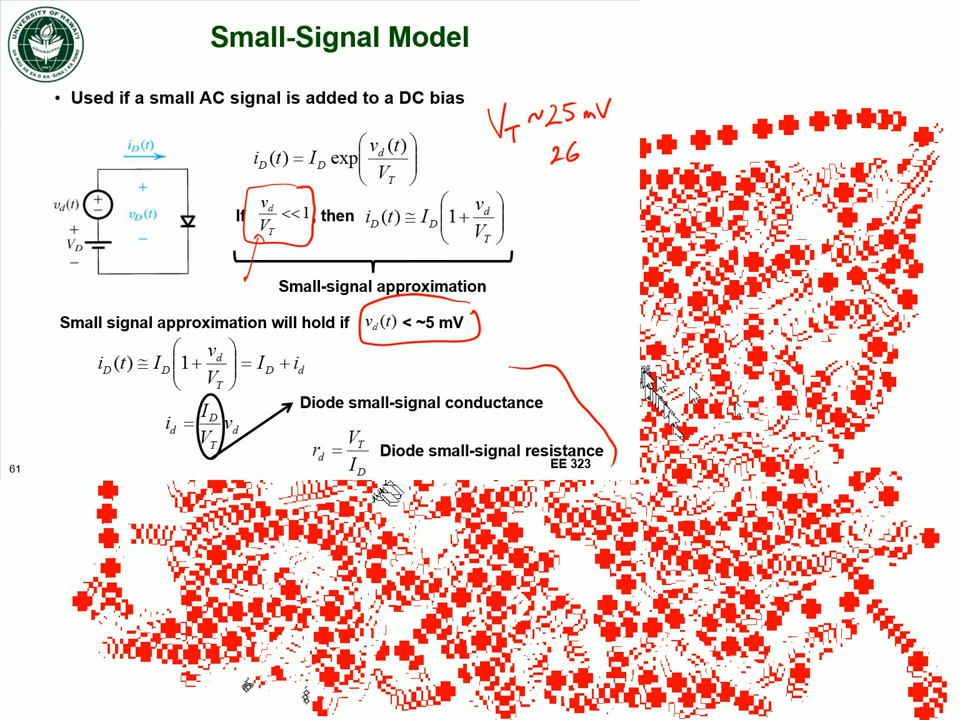 UNIVERSITY OF HAWAI'I
Small-Signal Model
• Used if a small AC signal is added to a DC bias
V_T ~25 mV
26
i_D(t)
v_d(t)
+
−
+
v_D(t)
−
+
V_D
−
i_D(t) = I_D exp(v_d(t)/V_T)
If v_d/V_T <<1, then i_D(t) ≅ I_D(1+v_d/V_T)
Small-signal approximation
Small signal approximation will hold if v_d(t) < ~5 mV
i_D(t) ≅ I_D(1+v_d/V_T) = I_D + i_d
Diode small-signal conductance
i_d = I_D/V_T v_d
r_d = V_T/I_D Diode small-signal resistance
61
EE 323